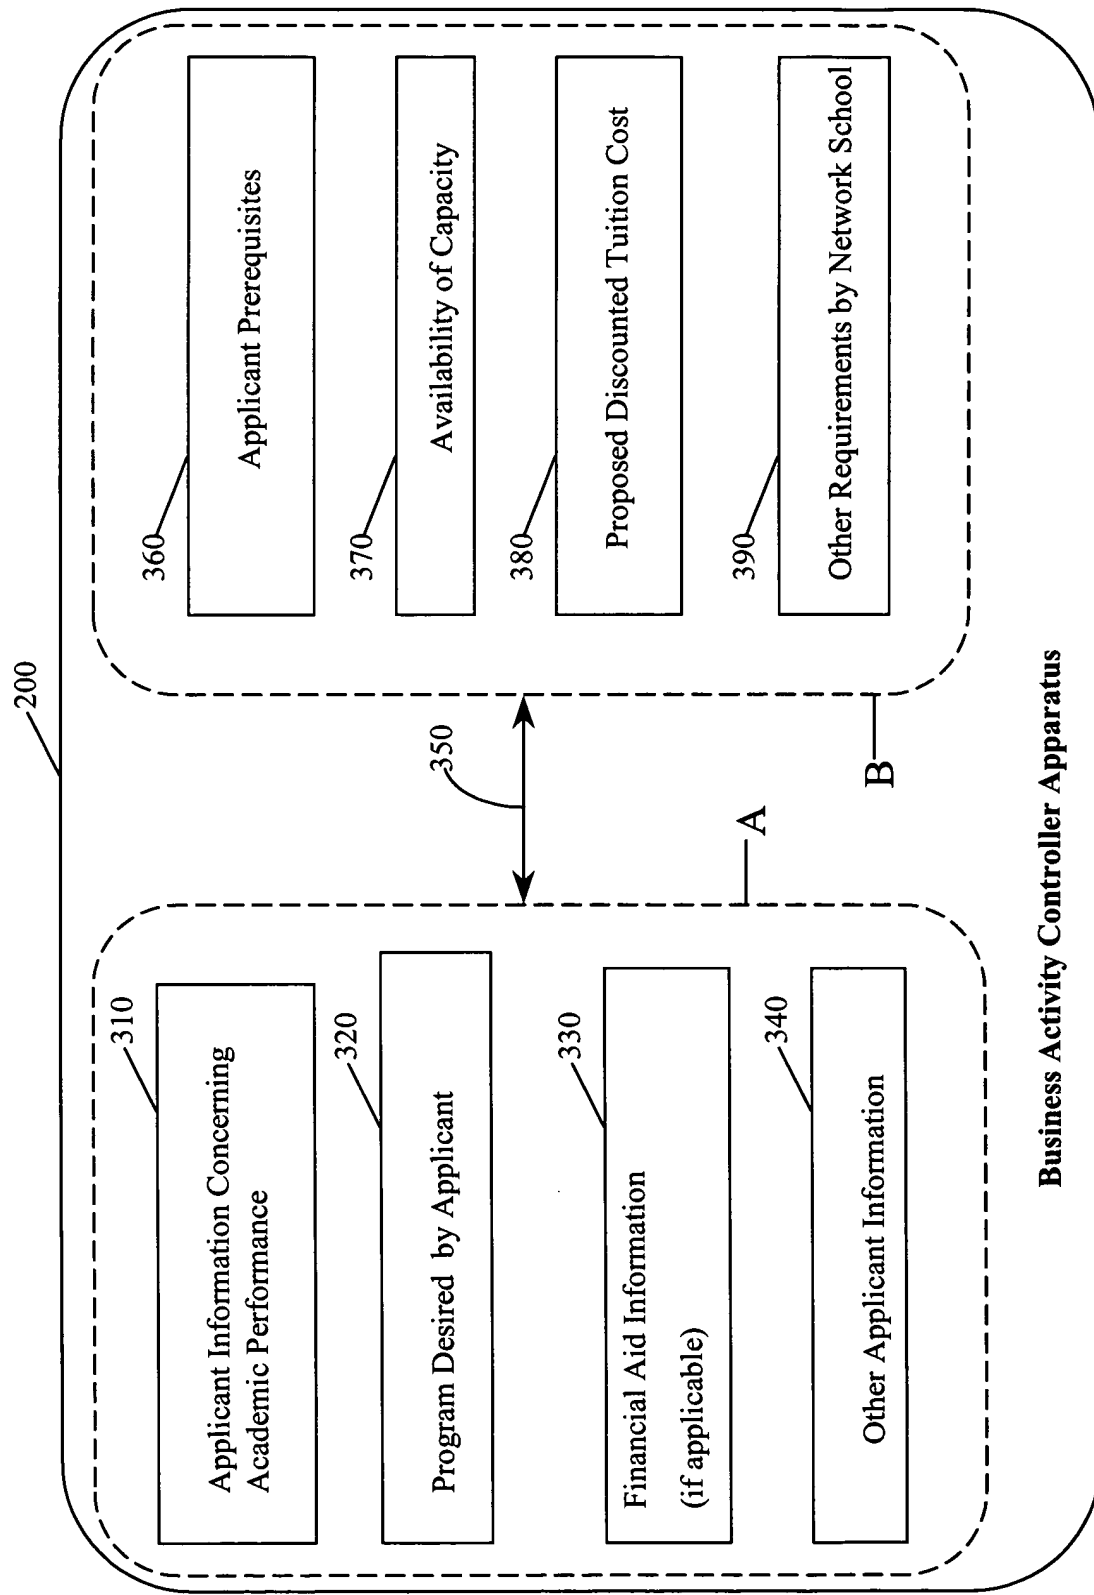 200
310
Applicant Information Concerning
Academic Performance
320
Program Desired by Applicant
330
Financial Aid Information
(if applicable)
340
Other Applicant Information
A
350
360
Applicant Prerequisites
370
Availability of Capacity
380
Proposed Discounted Tuition Cost
390
Other Requirements by Network School
B
Business Activity Controller Apparatus